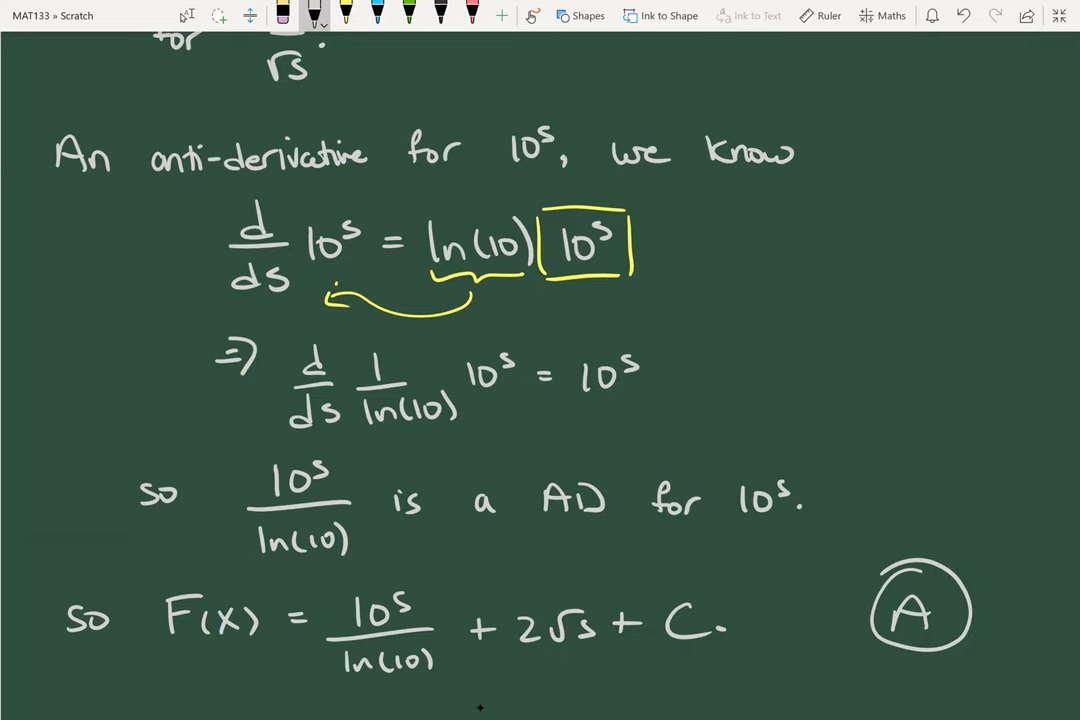 MAT133 » Scratch Shapes Ink to Shape Ink to Text Ruler Maths
for √s.
An anti-derivative for 10^s, we know
d/ds 10^s = ln(10) 10^s
⇒ d/ds 1/ln(10) 10^s = 10^s
so 10^s/ln(10) is a AD for 10^s.
so F(x) = 10^s/ln(10) + 2√s + C. A